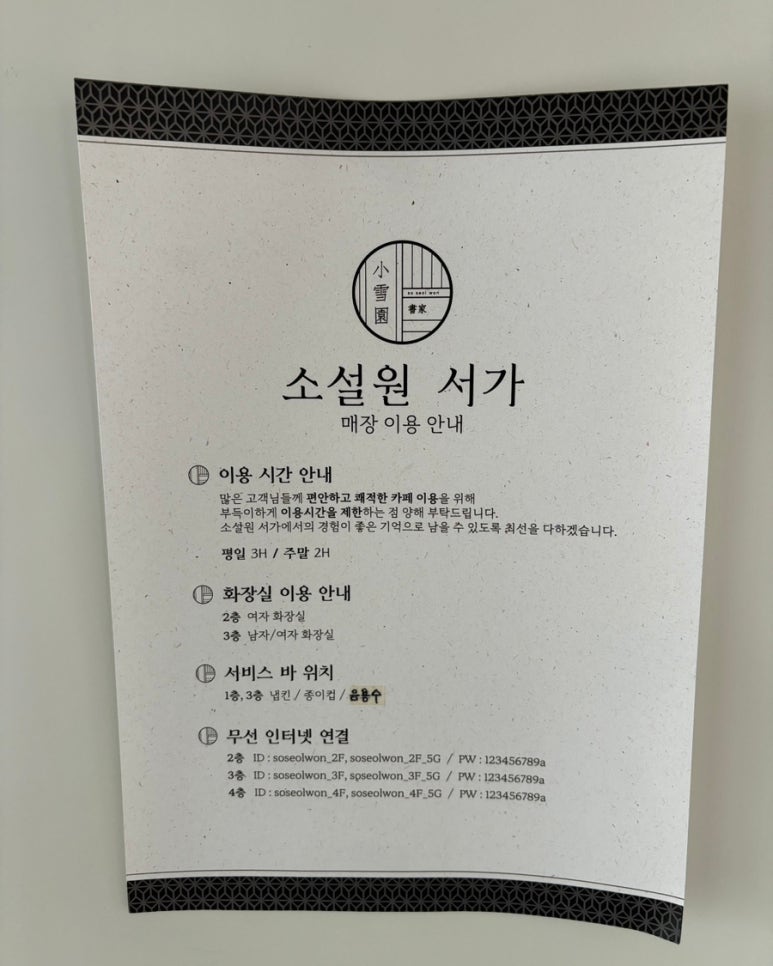 小雪園
so seol won
書家
소설원 서가
매장 이용 안내
이용 시간 안내
많은 고객님들께 편안하고 쾌적한 카페 이용을 위해
부득이하게 이용시간을 제한하는 점 양해 부탁드립니다.
소설원 서가에서의 경험이 좋은 기억으로 남을 수 있도록 최선을 다하겠습니다.
평일 3H / 주말 2H
화장실 이용 안내
2층 여자 화장실
3층 남자/여자 화장실
서비스 바 위치
1층, 3층 냅킨 / 종이컵 / 음용수
무선 인터넷 연결
2층 ID : soseolwon_2F, soseolwon_2F_5G / PW : 123456789a
3층 ID : soseolwon_3F, soseolwon_3F_5G / PW : 123456789a
4층 ID : soseolwon_4F, soseolwon_4F_5G / PW : 123456789a